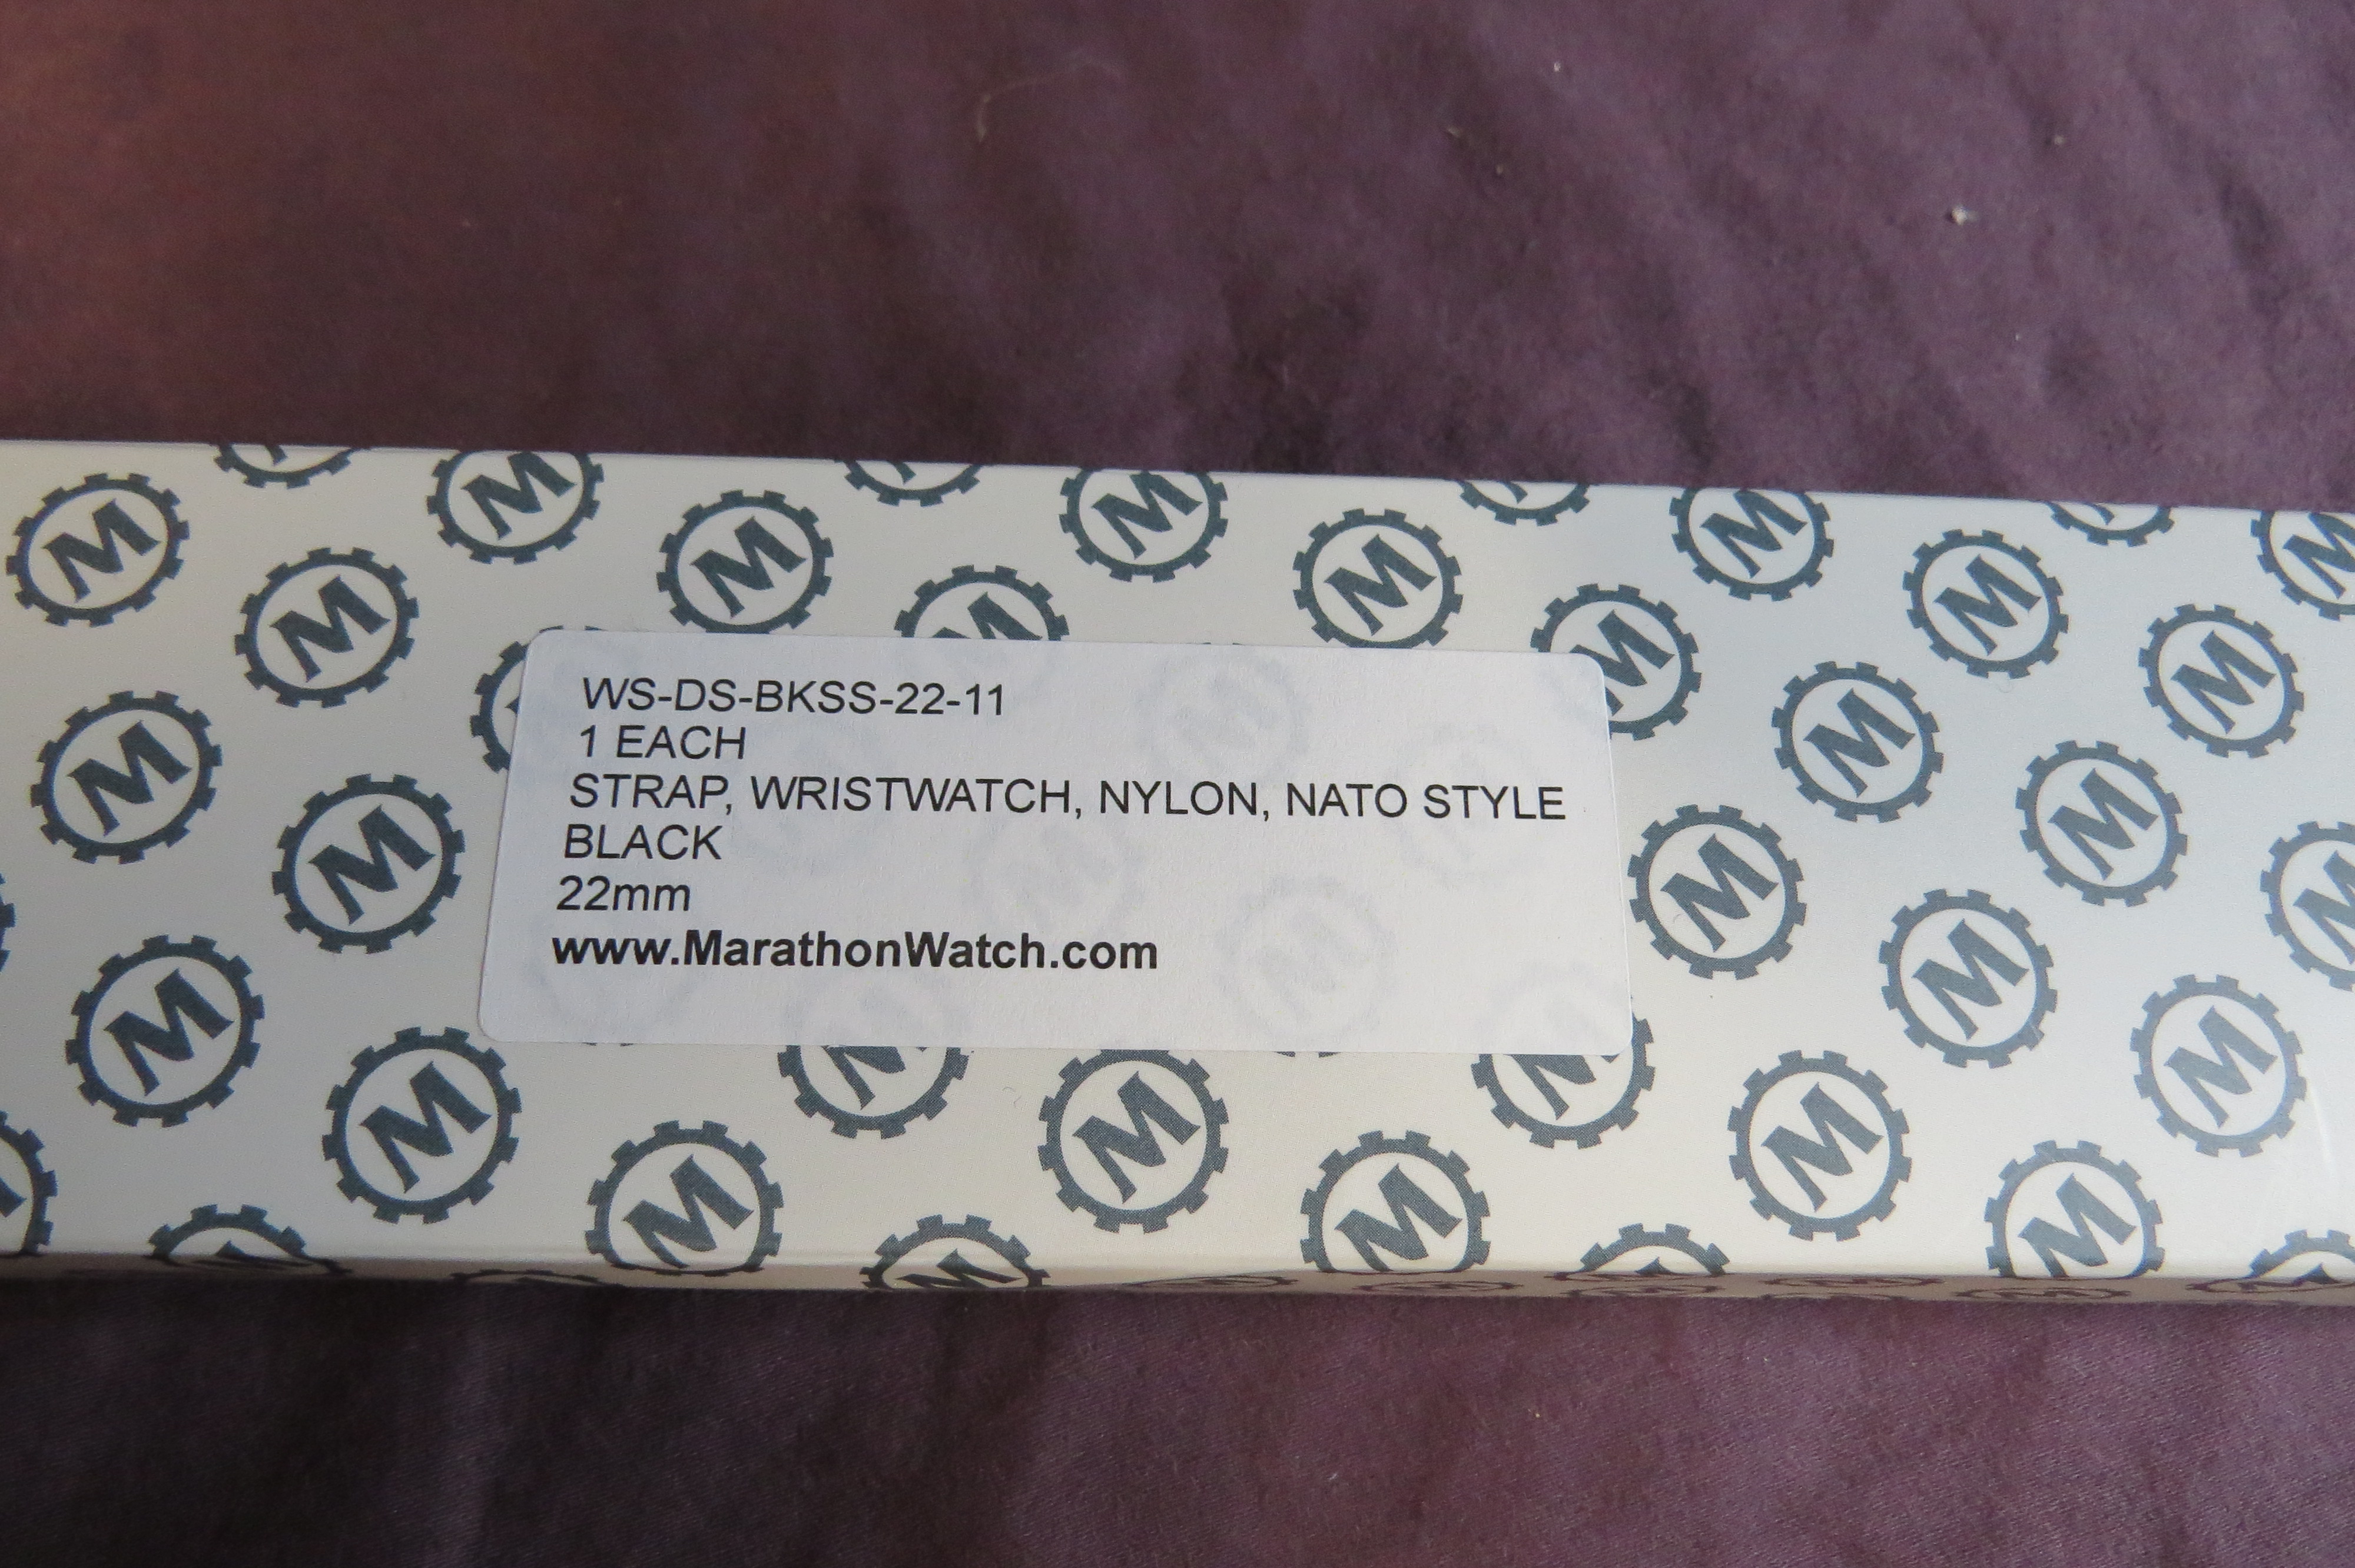 WS-DS-BKSS-22-11
1 EACH
STRAP, WRISTWATCH, NYLON, NATO STYLE
BLACK
22mm
www.MarathonWatch.com